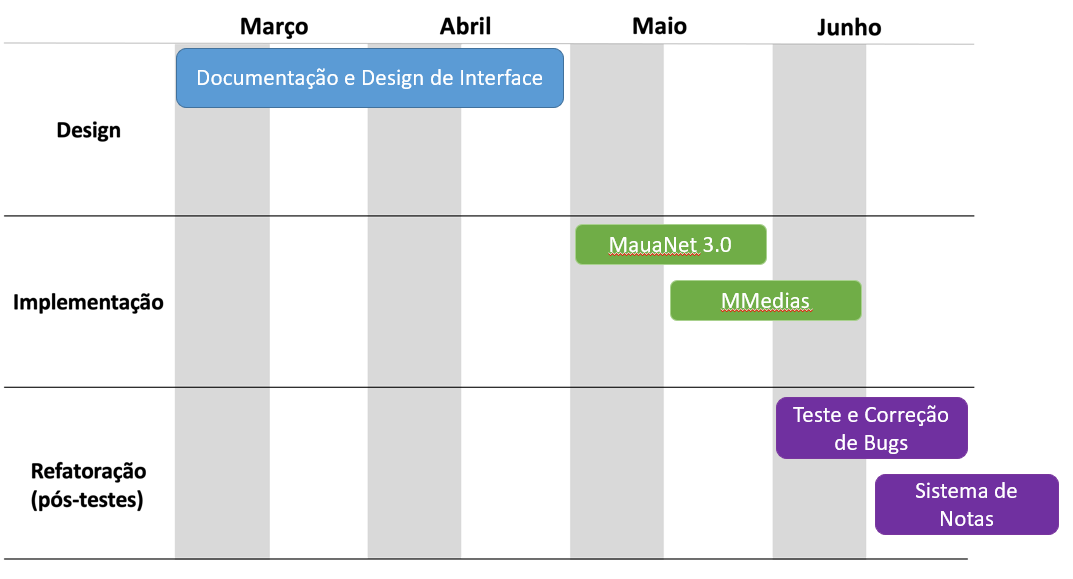 Março
Abril
Maio
Junho
Documentação e Design de Interface
Design
MauaNet 3.0
MMedias
Implementação
Teste e Correção
de Bugs
Refatoração
(pós-testes)
Sistema de
Notas